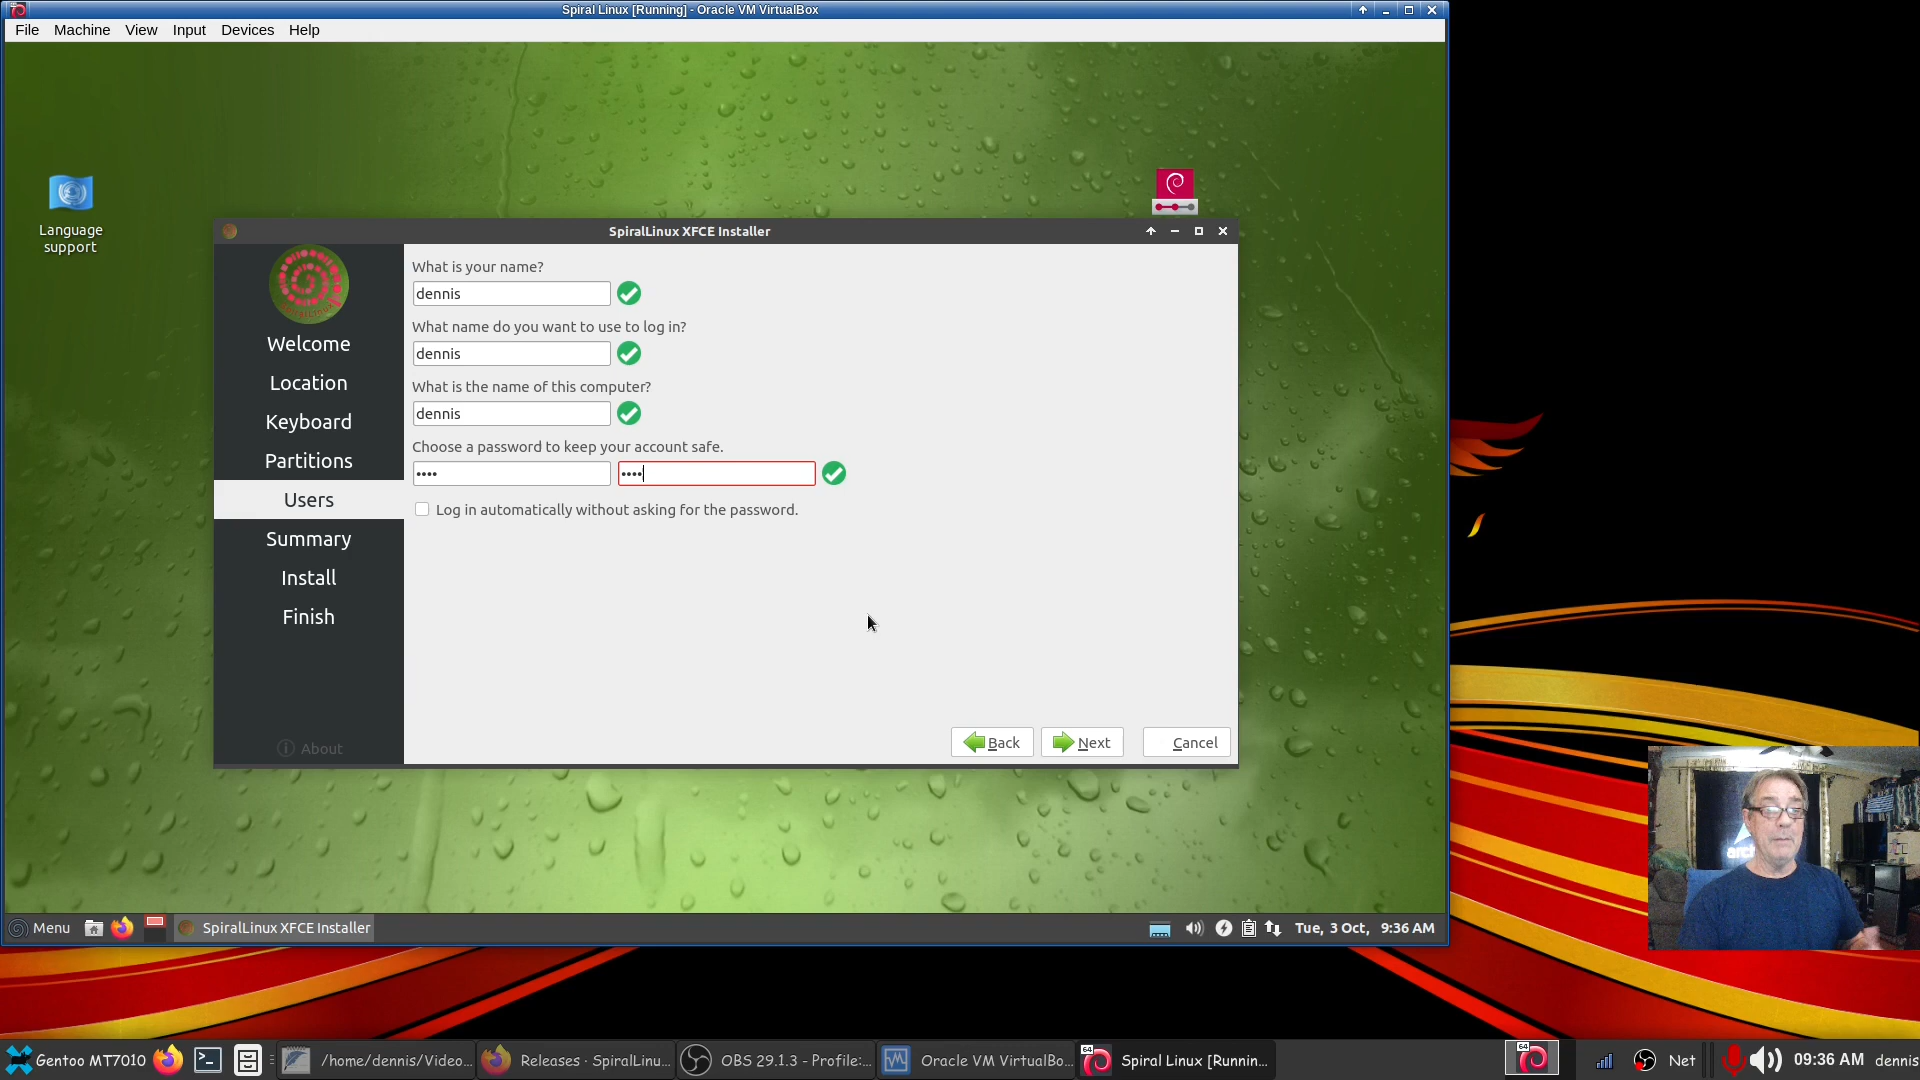 Spiral Linux [Running] - Oracle VM VirtualBox
File Machine View Input Devices Help
Language
support
SpiralLinux XFCE Installer
Welcome
Location
Keyboard
Partitions
Users
Summary
Install
Finish
About
What is your name?
dennis
What name do you want to use to log in?
dennis
What is the name of this computer?
dennis
Choose a password to keep your account safe.
•••• ••••
Log in automatically without asking for the password.
Back Next Cancel
Menu SpiralLinux XFCE Installer Tue, 3 Oct, 9:36 AM
Gentoo MT7010 /home/dennis/Video... Releases · SpiralLinu... OBS 29.1.3 - Profile:... Oracle VM VirtualBo... 64 Spiral Linux [Runnin... 64 Net 09:36 AM dennis